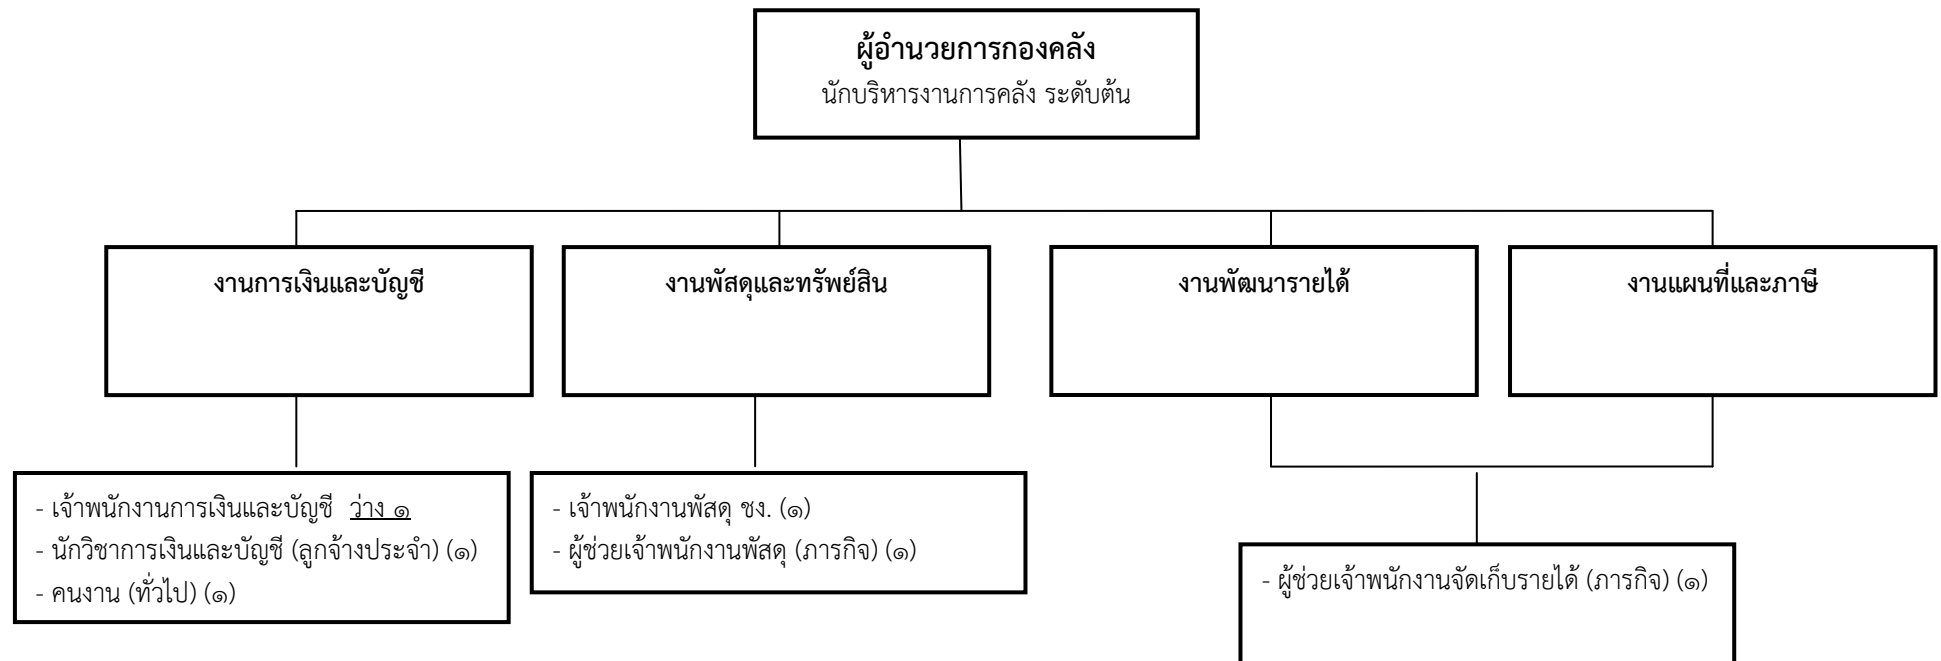 ผู้อำนวยการกองคลัง
นักบริหารงานการคลัง ระดับต้น
งานการเงินและบัญชี
งานพัสดุและทรัพย์สิน
งานพัฒนารายได้
งานแผนที่และภาษี
- เจ้าพนักงานการเงินและบัญชี ว่าง ๑
- นักวิชาการเงินและบัญชี (ลูกจ้างประจำ) (๑)
- คนงาน (ทั่วไป) (๑)
- เจ้าพนักงานพัสดุ ชง. (๑)
- ผู้ช่วยเจ้าพนักงานพัสดุ (ภารกิจ) (๑)
- ผู้ช่วยเจ้าพนักงานจัดเก็บรายได้ (ภารกิจ) (๑)